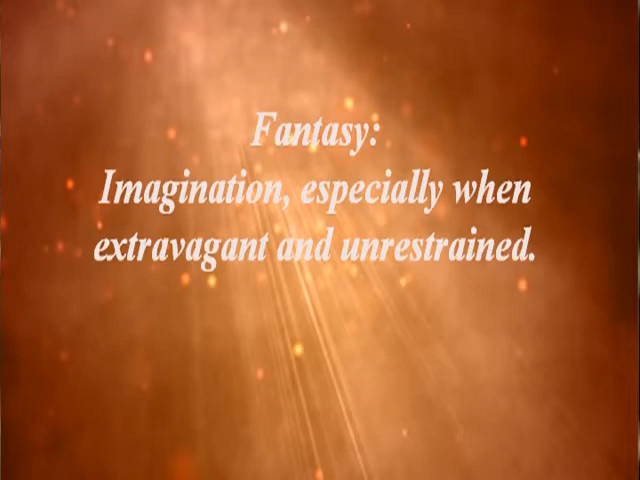 Fantasy:
Imagination, especially when
extravagant and unrestrained.